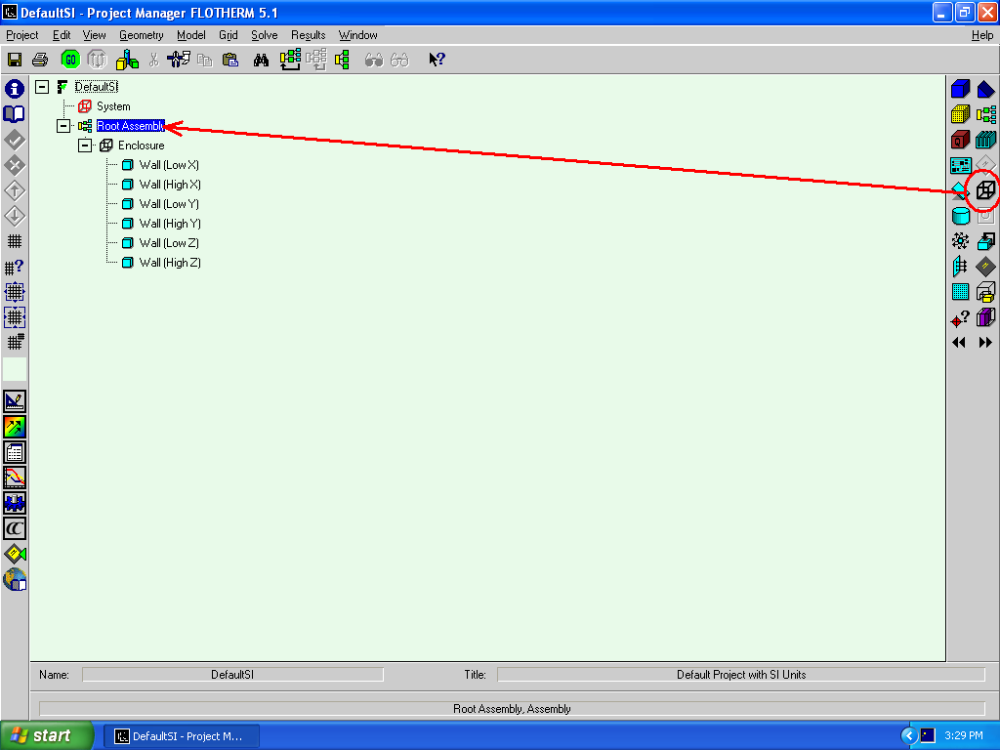 DefaultSI - Project Manager FLOTHERM 5.1
Project Edit View Geometry Model Grid Solve Results Window Help
GO
DefaultSI
System
Root Assembly
Enclosure
Wall (Low X)
Wall (High X)
Wall (Low Y)
Wall (High Y)
Wall (Low Z)
Wall (High Z)
Name: DefaultSI Title: Default Project with SI Units
Root Assembly, Assembly
start DefaultSI - Project M... 3:29 PM